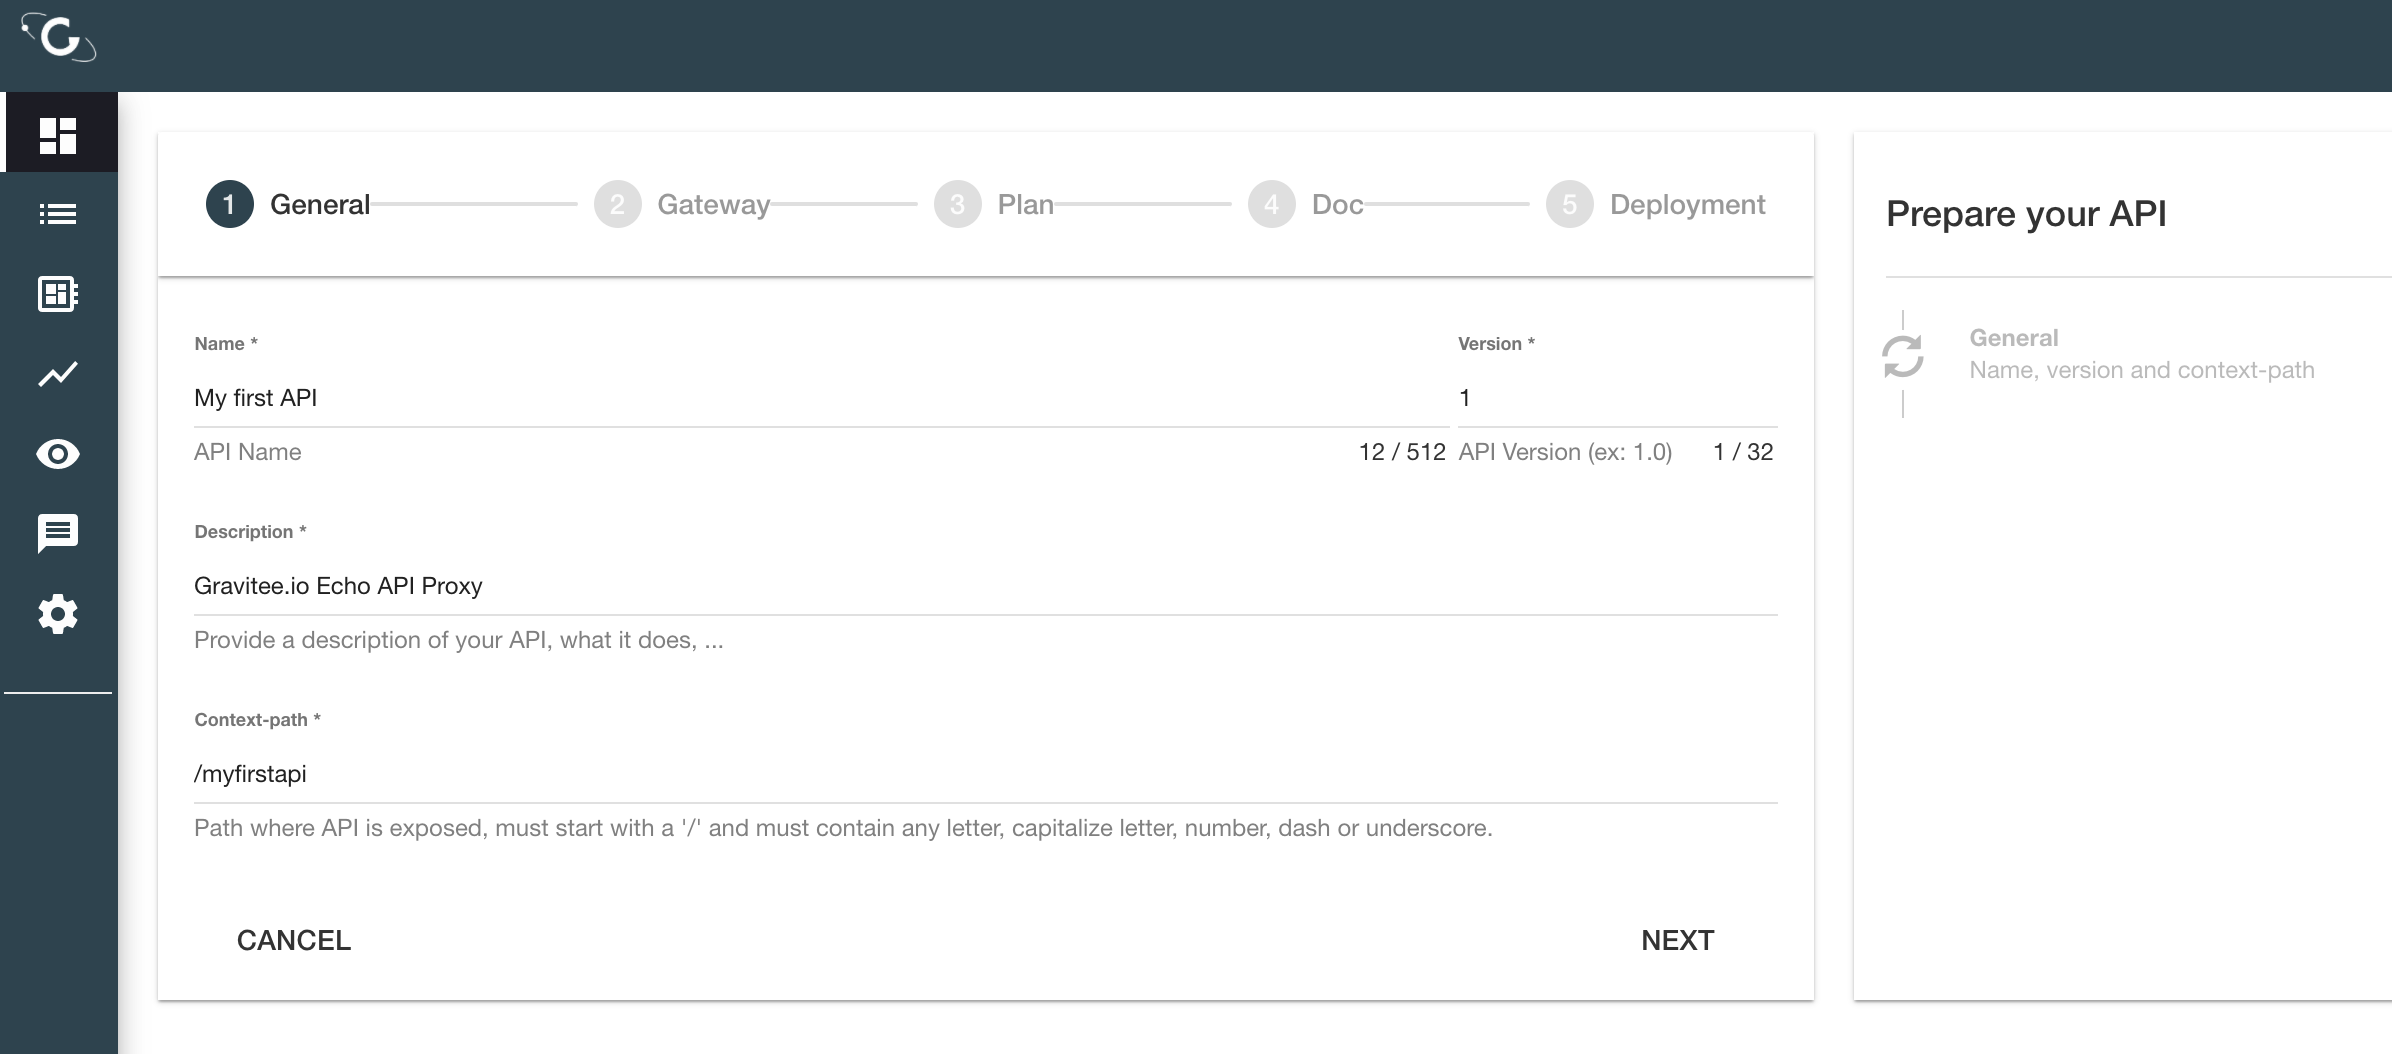 1 General 2 Gateway 3 Plan 4 Doc 5 Deployment
Name *
Version *
My first API
1
API Name
12 / 512
API Version (ex: 1.0)
1 / 32
Description *
Gravitee.io Echo API Proxy
Provide a description of your API, what it does, ...
Context-path *
/myfirstapi
Path where API is exposed, must start with a '/' and must contain any letter, capitalize letter, number, dash or underscore.
CANCEL
NEXT
Prepare your API
General
Name, version and context-path